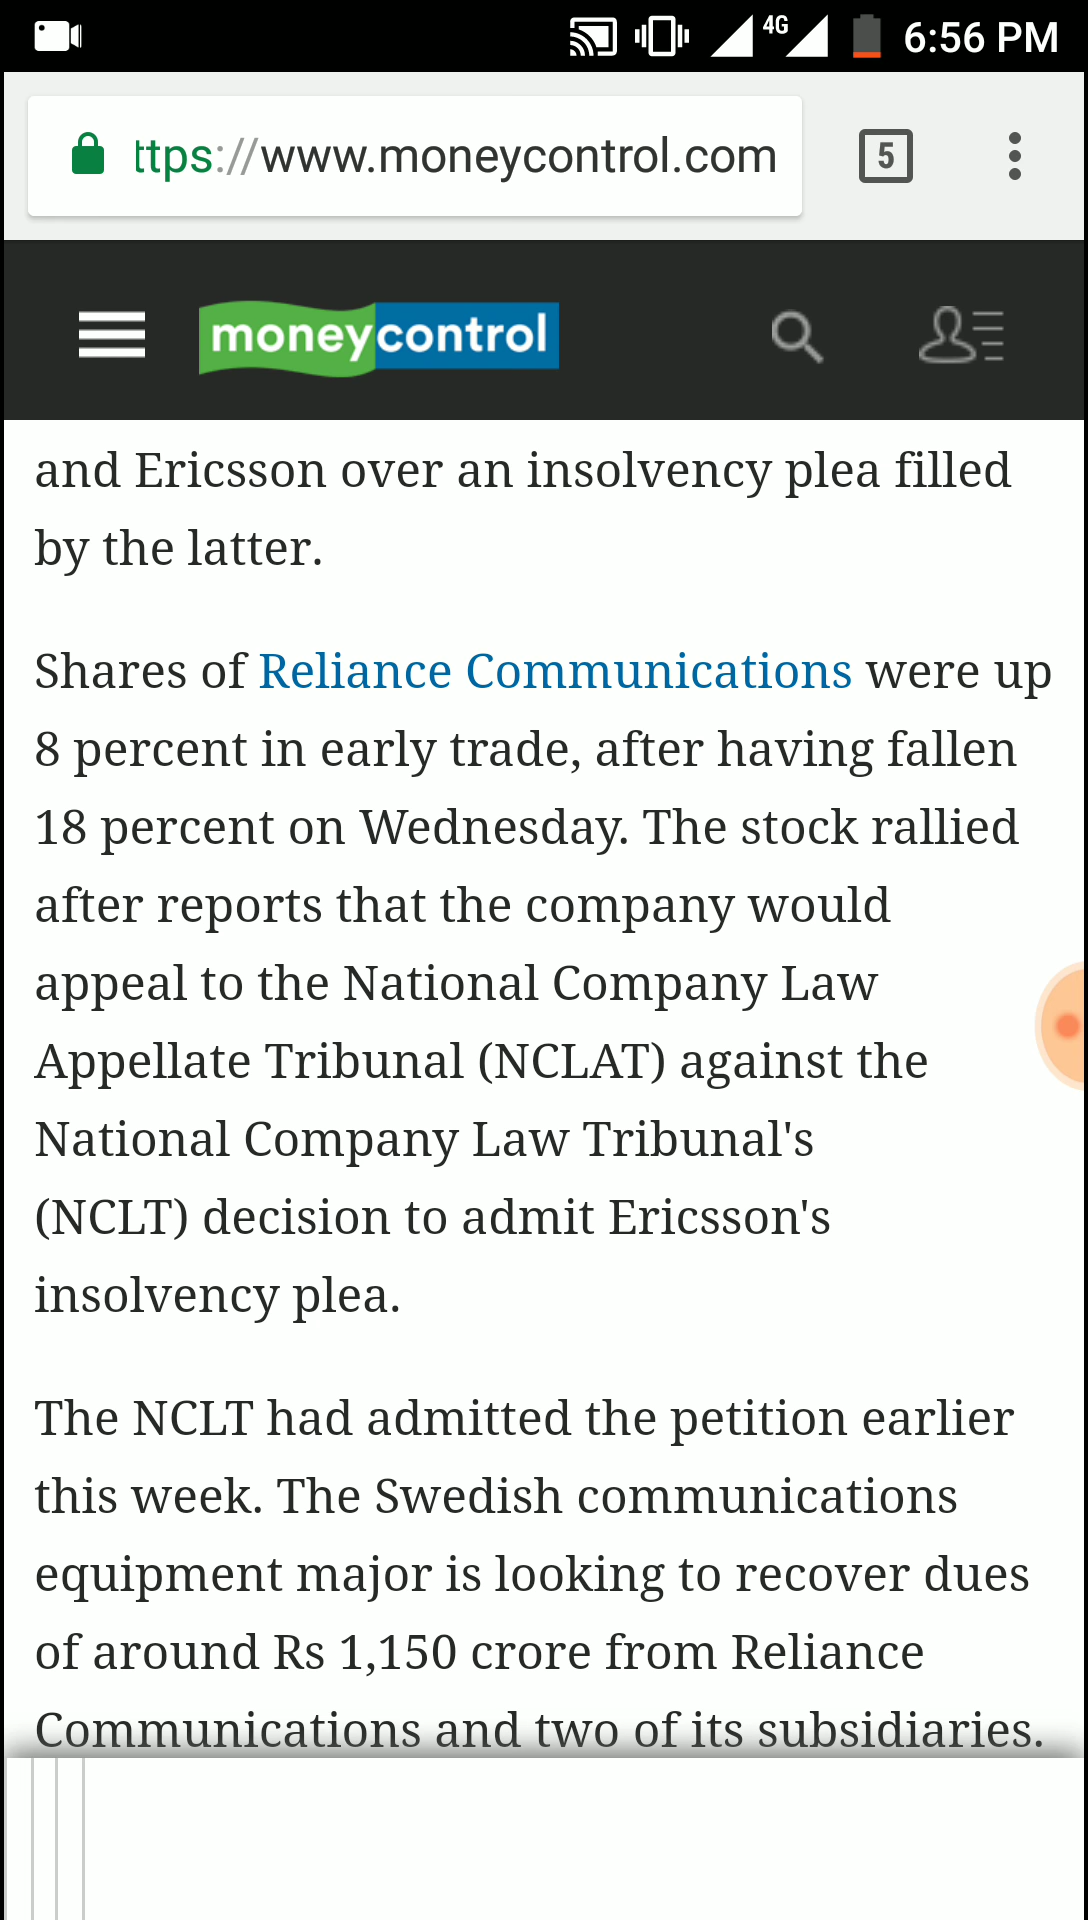 4G 6:56 PM
ttps://www.moneycontrol.com 5
moneycontrol
and Ericsson over an insolvency plea filled
by the latter.
Shares of Reliance Communications were up
8 percent in early trade, after having fallen
18 percent on Wednesday. The stock rallied
after reports that the company would
appeal to the National Company Law
Appellate Tribunal (NCLAT) against the
National Company Law Tribunal's
(NCLT) decision to admit Ericsson's
insolvency plea.
The NCLT had admitted the petition earlier
this week. The Swedish communications
equipment major is looking to recover dues
of around Rs 1,150 crore from Reliance
Communications and two of its subsidiaries.